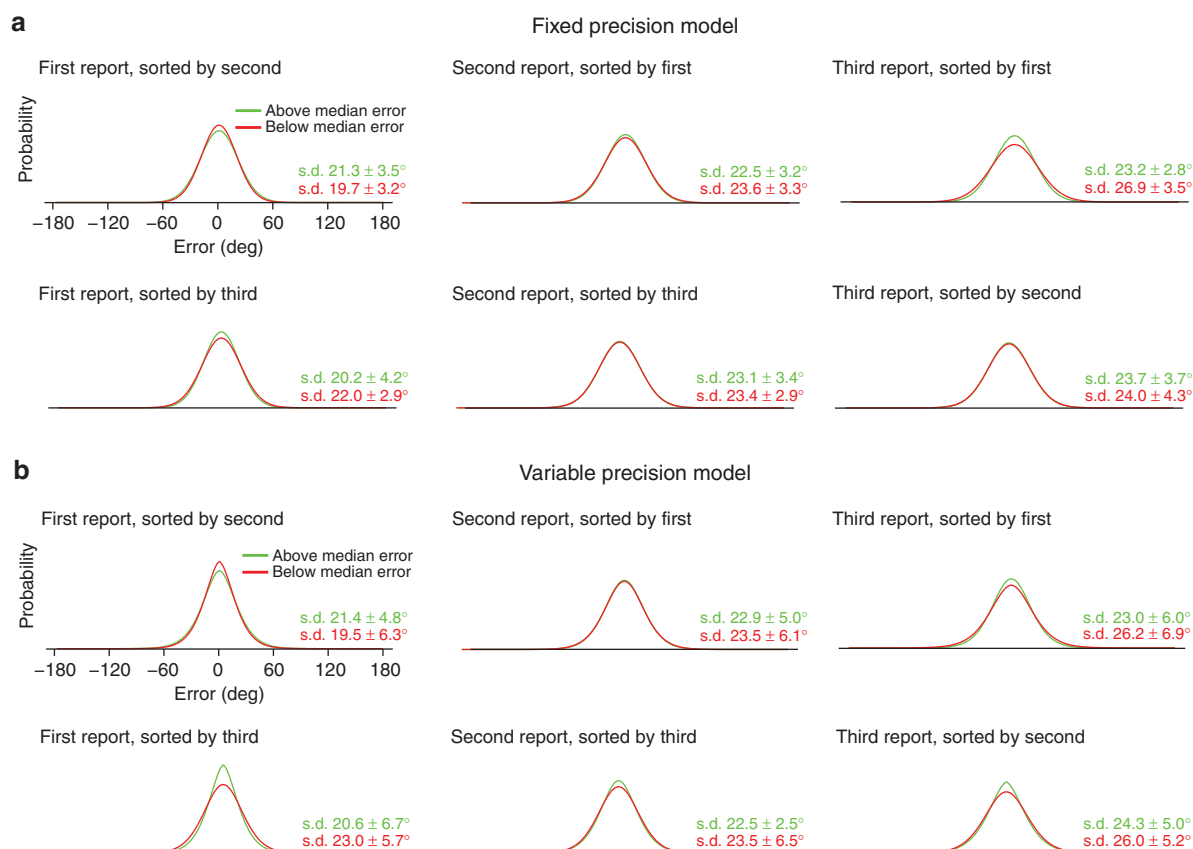 a
Fixed precision model
First report, sorted by second
Second report, sorted by first
Third report, sorted by first
Probability
Above median error
Below median error
s.d. 21.3 ± 3.5°
s.d. 19.7 ± 3.2°
s.d. 22.5 ± 3.2°
s.d. 23.6 ± 3.3°
s.d. 23.2 ± 2.8°
s.d. 26.9 ± 3.5°
−180 −120 −60 0 60 120 180
Error (deg)
First report, sorted by third
Second report, sorted by third
Third report, sorted by second
s.d. 20.2 ± 4.2°
s.d. 22.0 ± 2.9°
s.d. 23.1 ± 3.4°
s.d. 23.4 ± 2.9°
s.d. 23.7 ± 3.7°
s.d. 24.0 ± 4.3°
b
Variable precision model
First report, sorted by second
Second report, sorted by first
Third report, sorted by first
Probability
Above median error
Below median error
s.d. 21.4 ± 4.8°
s.d. 19.5 ± 6.3°
s.d. 22.9 ± 5.0°
s.d. 23.5 ± 6.1°
s.d. 23.0 ± 6.0°
s.d. 26.2 ± 6.9°
−180 −120 −60 0 60 120 180
Error (deg)
First report, sorted by third
Second report, sorted by third
Third report, sorted by second
s.d. 20.6 ± 6.7°
s.d. 23.0 ± 5.7°
s.d. 22.5 ± 2.5°
s.d. 23.5 ± 6.5°
s.d. 24.3 ± 5.0°
s.d. 26.0 ± 5.2°